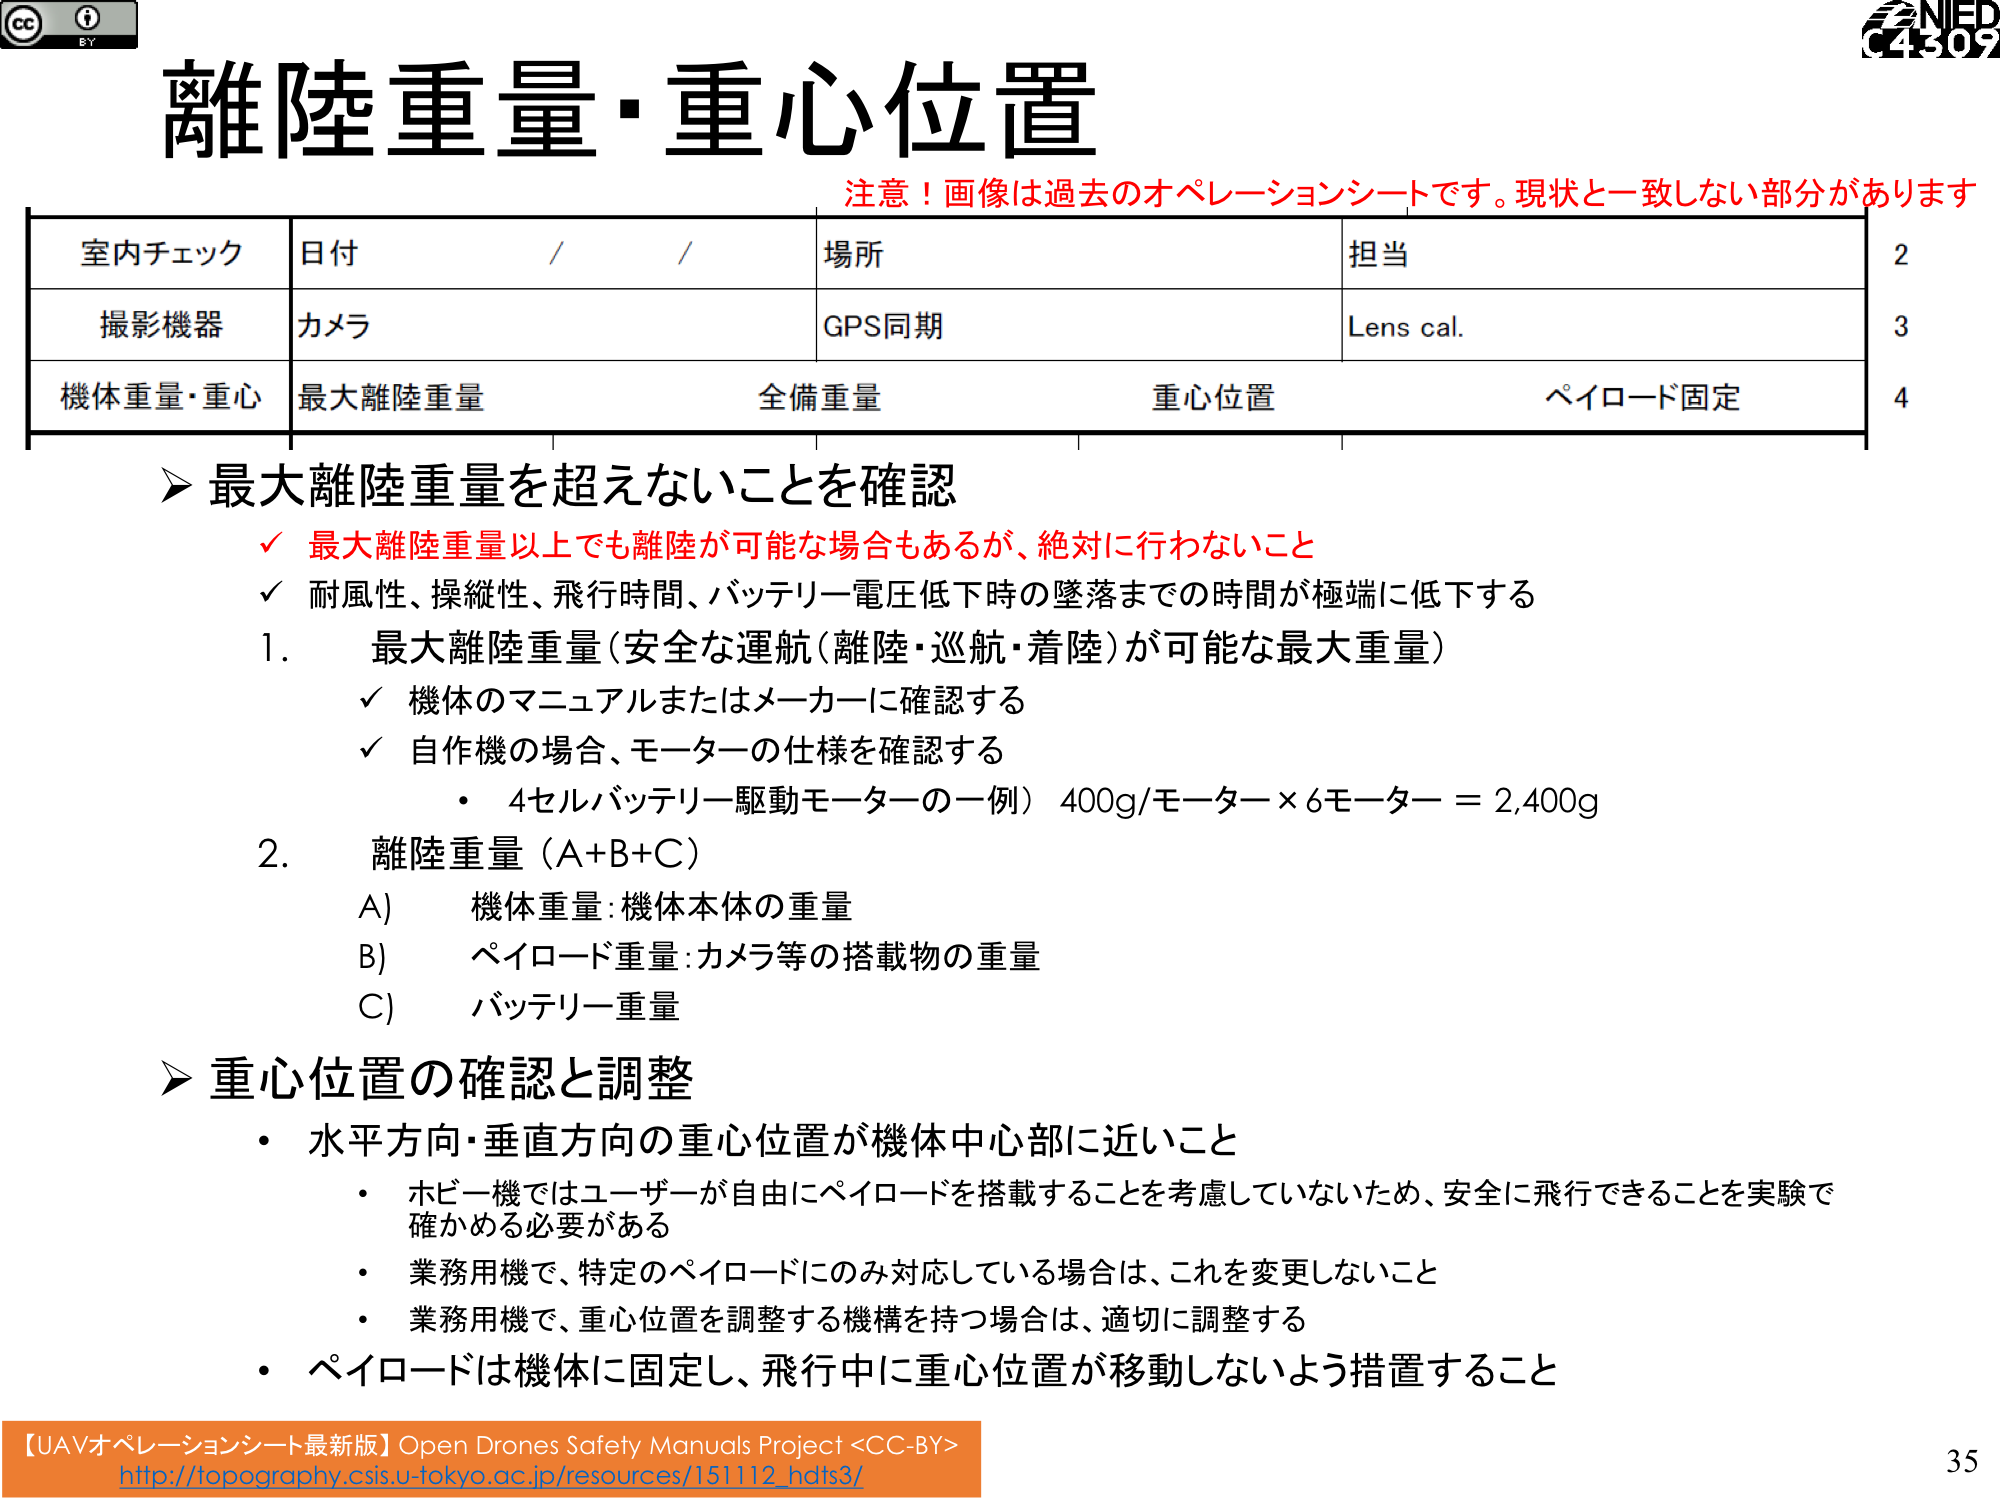 cc BY
NIED
C4309
離陸重量・重心位置
注意！画像は過去のオペレーションシートです。現状と一致しない部分があります
室内チェック 日付 / / 場所 担当 2
撮影機器 カメラ GPS同期 Lens cal. 3
機体重量・重心 最大離陸重量 全備重量 重心位置 ペイロード固定 4
➢ 最大離陸重量を超えないことを確認
✓ 最大離陸重量以上でも離陸が可能な場合もあるが、絶対に行わないこと
✓ 耐風性、操縦性、飛行時間、バッテリー電圧低下時の墜落までの時間が極端に低下する
1. 最大離陸重量（安全な運航（離陸・巡航・着陸）が可能な最大重量）
✓ 機体のマニュアルまたはメーカーに確認する
✓ 自作機の場合、モーターの仕様を確認する
• 4セルバッテリー駆動モーターの一例） 400g/モーター×6モーター ＝ 2,400g
2. 離陸重量（A+B+C）
A) 機体重量：機体本体の重量
B) ペイロード重量：カメラ等の搭載物の重量
C) バッテリー重量
➢ 重心位置の確認と調整
• 水平方向・垂直方向の重心位置が機体中心部に近いこと
• ホビー機ではユーザーが自由にペイロードを搭載することを考慮していないため、安全に飛行できることを実験で
確かめる必要がある
• 業務用機で、特定のペイロードにのみ対応している場合は、これを変更しないこと
• 業務用機で、重心位置を調整する機構を持つ場合は、適切に調整する
• ペイロードは機体に固定し、飛行中に重心位置が移動しないよう措置すること
【UAVオペレーションシート最新版】Open Drones Safety Manuals Project <CC-BY>
http://topography.csis.u-tokyo.ac.jp/resources/151112_hdts3/
35